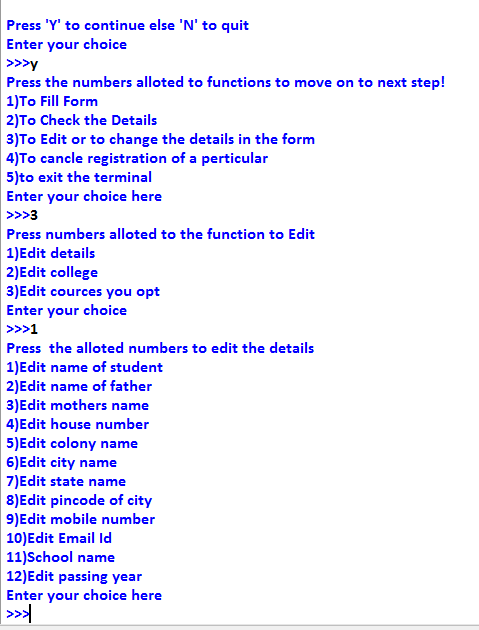 Press 'Y' to continue else 'N' to quit
Enter your choice
>>>y
Press the numbers alloted to functions to move on to next step!
1)To Fill Form
2)To Check the Details
3)To Edit or to change the details in the form
4)To cancle registration of a perticular
5)to exit the terminal
Enter your choice here
>>>3
Press numbers alloted to the function to Edit
1)Edit details
2)Edit college
3)Edit cources you opt
Enter your choice
>>>1
Press  the alloted numbers to edit the details
1)Edit name of student
2)Edit name of father
3)Edit mothers name
4)Edit house number
5)Edit colony name
6)Edit city name
7)Edit state name
8)Edit pincode of city
9)Edit mobile number
10)Edit Email Id
11)School name
12)Edit passing year
Enter your choice here
>>>